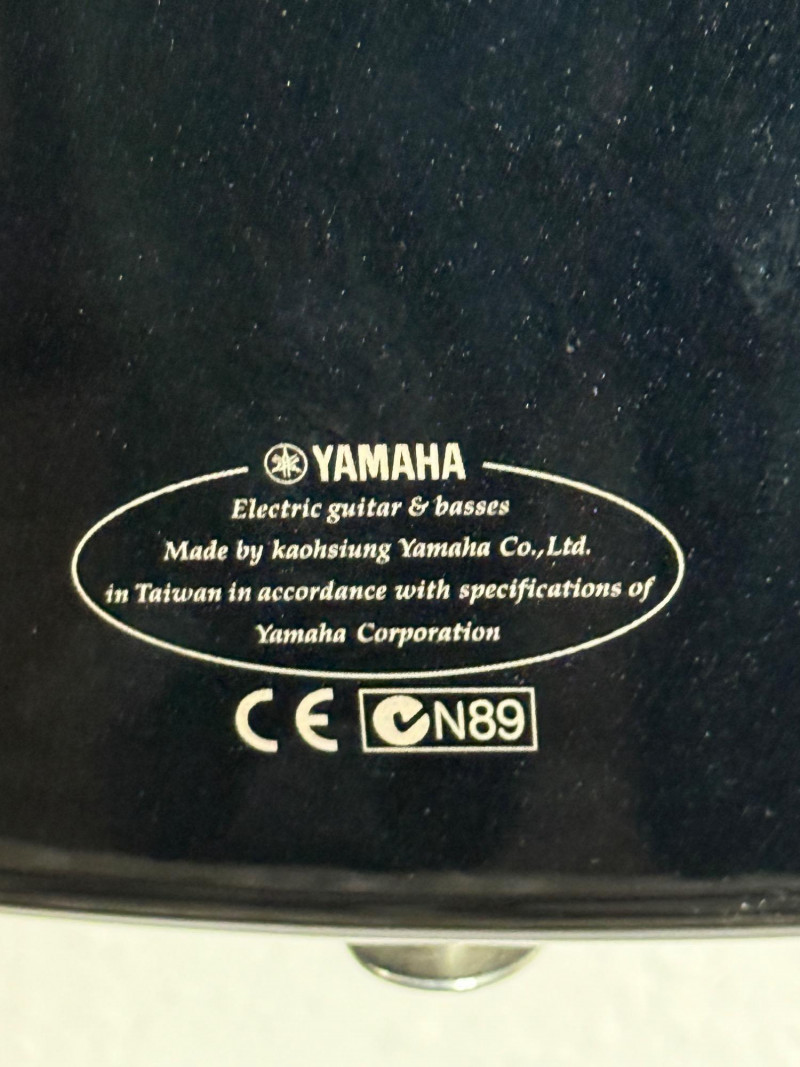 YAMAHA
Electric guitar & basses
Made by kaohsiung Yamaha Co.,Ltd.
in Taiwan in accordance with specifications of
Yamaha Corporation
CE N89